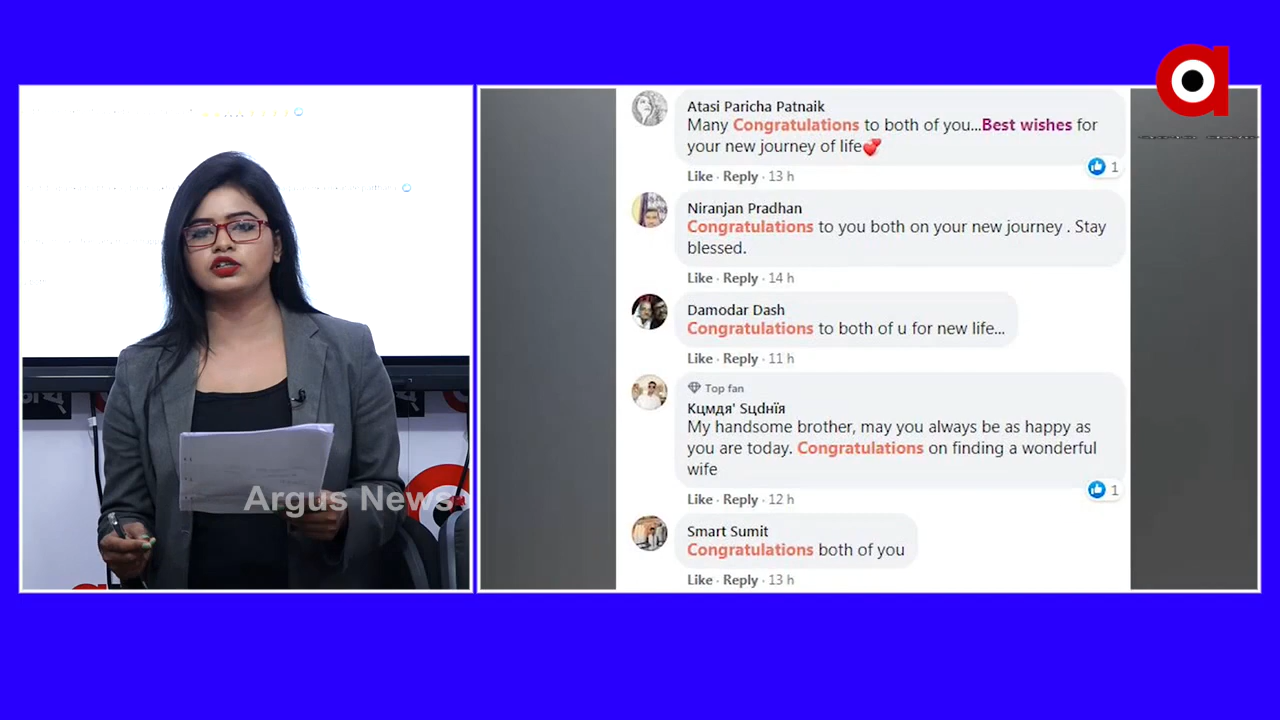 Atasi Paricha Patnaik
Many Congratulations to both of you...Best wishes for
your new journey of life💕
1
Like · Reply · 13 h
Niranjan Pradhan
Congratulations to you both on your new journey . Stay
blessed.
Like · Reply · 14 h
Damodar Dash
Congratulations to both of u for new life...
Like · Reply · 11 h
Top fan
Kцмдя' Sцdнїя
My handsome brother, may you always be as happy as
you are today. Congratulations on finding a wonderful
wife
1
Like · Reply · 12 h
Smart Sumit
Congratulations both of you
Like · Reply · 13 h
Argus News